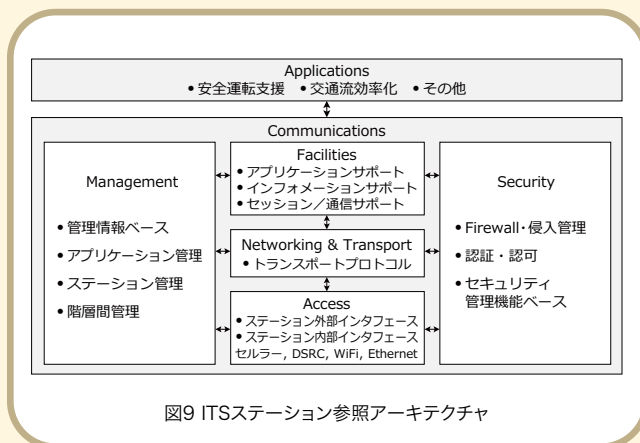 Applications
• 安全運転支援 • 交通流効率化 • その他
Communications
Management
• 管理情報ベース
• アプリケーション管理
• ステーション管理
• 階層間管理
Facilities
• アプリケーションサポート
• インフォメーションサポート
• セッション／通信サポート
Networking & Transport
• トランスポートプロトコル
Access
• ステーション外部インタフェース
• ステーション内部インタフェース
セルラー, DSRC, WiFi, Ethernet
Security
• Firewall・侵入管理
• 認証・認可
• セキュリティ
管理機能ベース
図9 ITSステーション参照アーキテクチャ